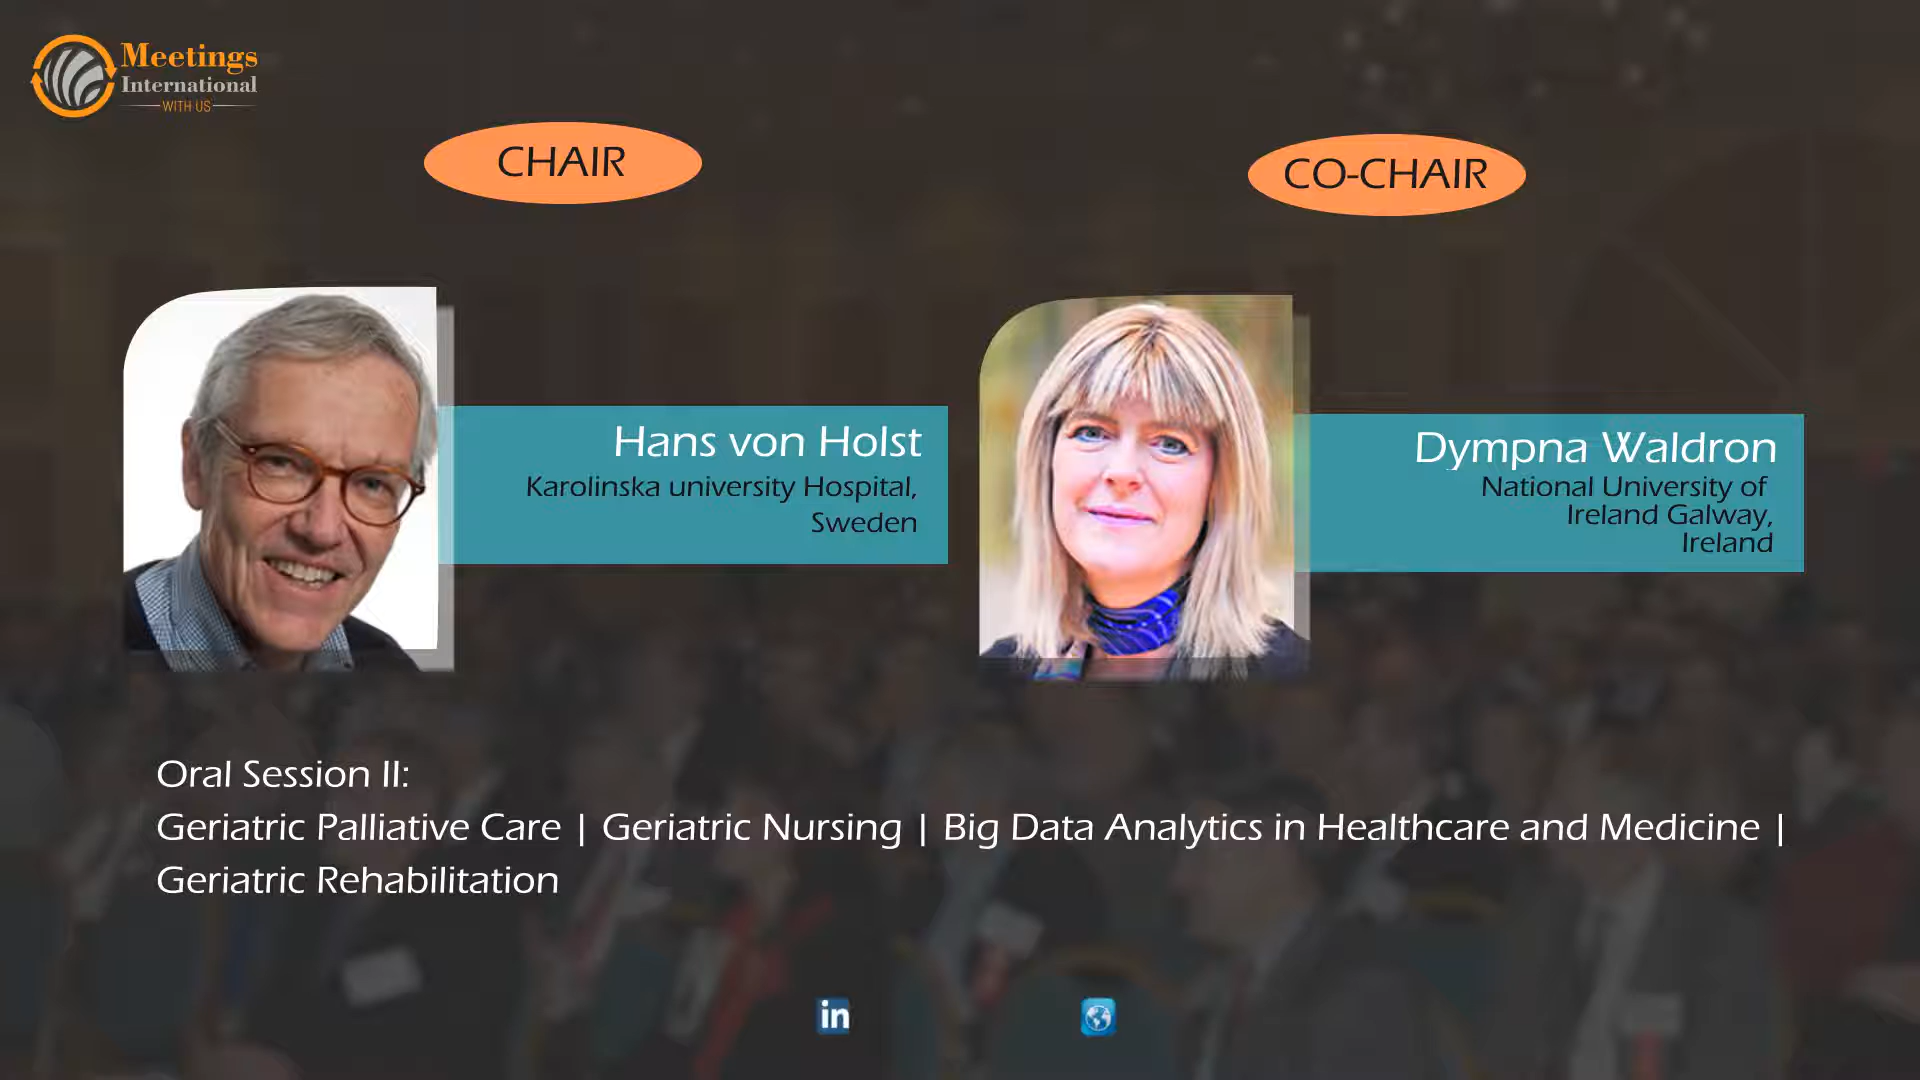 Meetings
International
WITH US
CHAIR
CO-CHAIR
Hans von Holst
Karolinska university Hospital,
Sweden
Dympna Waldron
National University of
Ireland Galway,
Ireland
Oral Session II:
Geriatric Palliative Care | Geriatric Nursing | Big Data Analytics in Healthcare and Medicine |
Geriatric Rehabilitation
in